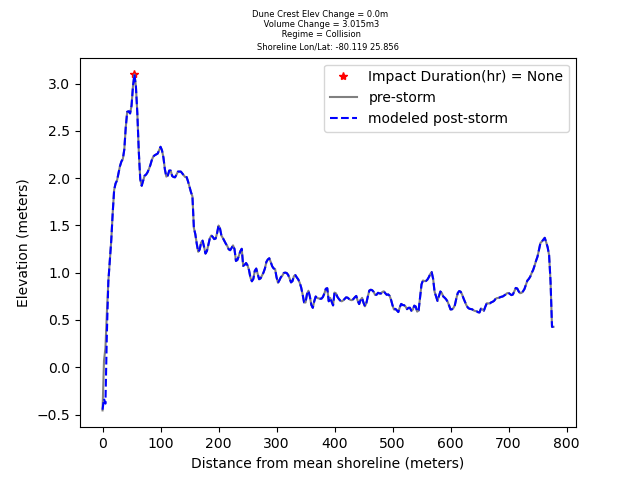 Dune Crest Elev Change = 0.0m
Volume Change = 3.015m3
Regime = Collision
Shoreline Lon/Lat: -80.119 25.856
Impact Duration(hr) = None
pre-storm
modeled post-storm
Elevation (meters)
3.0
2.5
2.0
1.5
1.0
0.5
0.0
−0.5
0 100 200 300 400 500 600 700 800
Distance from mean shoreline (meters)